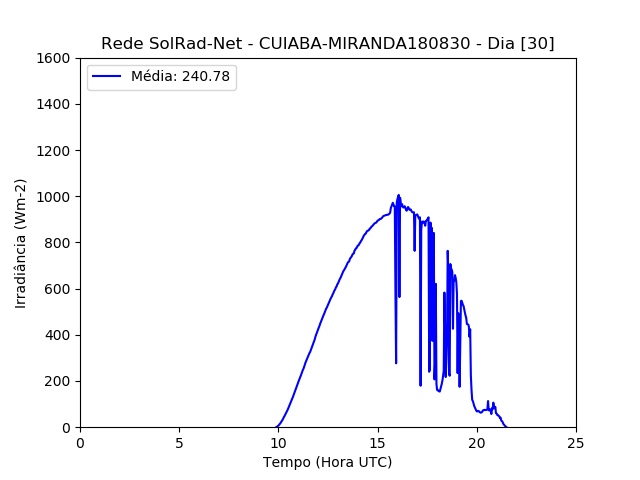 Rede SolRad-Net - CUIABA-MIRANDA180830 - Dia [30]
Média: 240.78
1600
1400
1200
1000
800
600
400
200
0
Irradiância (Wm-2)
0 5 10 15 20 25
Tempo (Hora UTC)